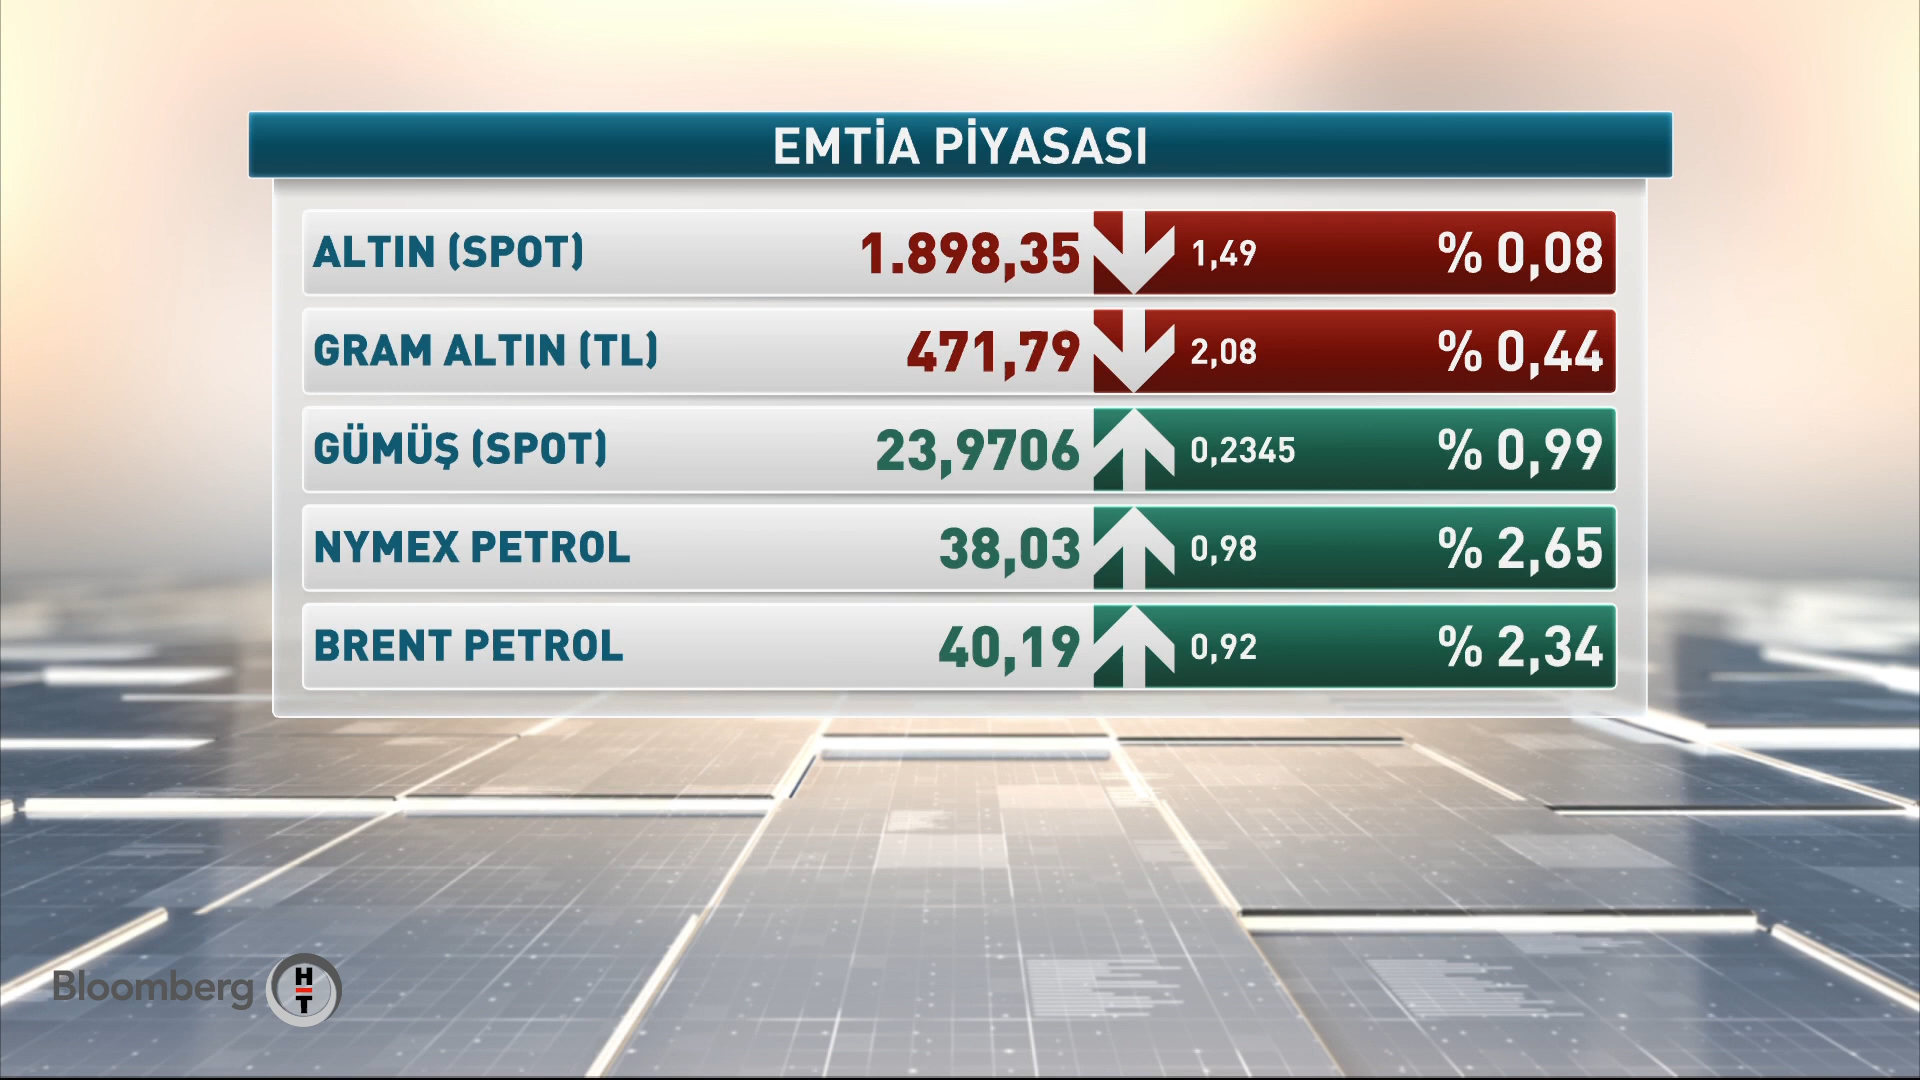 EMTİA PİYASASI
ALTIN (SPOT) 1.898,35 1,49 % 0,08
GRAM ALTIN (TL) 471,79 2,08 % 0,44
GÜMÜŞ (SPOT) 23,9706 0,2345 % 0,99
NYMEX PETROL 38,03 0,98 % 2,65
BRENT PETROL 40,19 0,92 % 2,34
Bloomberg HT